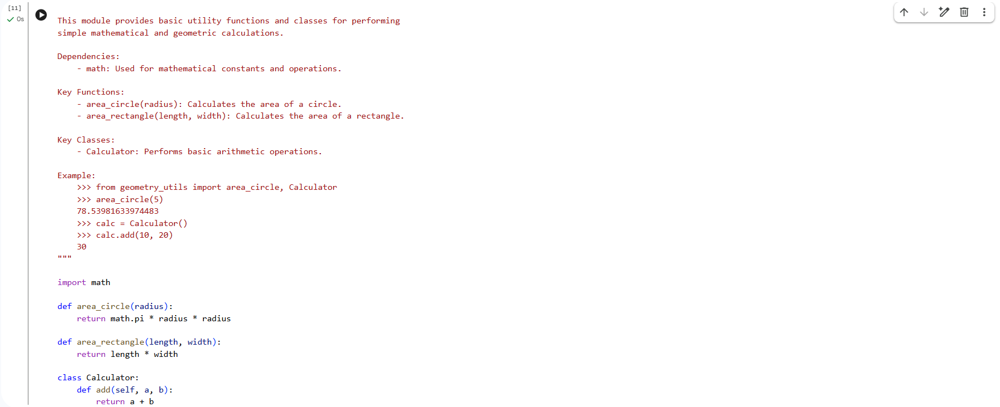 [11]
0s
This module provides basic utility functions and classes for performing
simple mathematical and geometric calculations.
Dependencies:
    - math: Used for mathematical constants and operations.
Key Functions:
    - area_circle(radius): Calculates the area of a circle.
    - area_rectangle(length, width): Calculates the area of a rectangle.
Key Classes:
    - Calculator: Performs basic arithmetic operations.
Example:
    >>> from geometry_utils import area_circle, Calculator
    >>> area_circle(5)
    78.53981633974483
    >>> calc = Calculator()
    >>> calc.add(10, 20)
    30
"""
import math
def area_circle(radius):
    return math.pi * radius * radius
def area_rectangle(length, width):
    return length * width
class Calculator:
    def add(self, a, b):
        return a + b